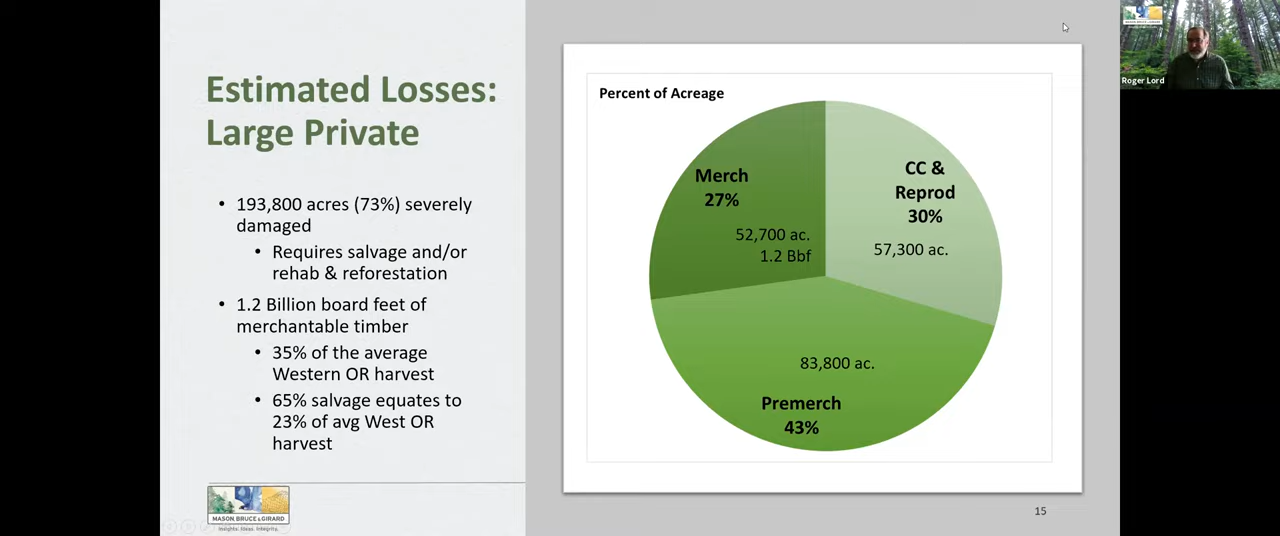 Estimated Losses:
Large Private
• 193,800 acres (73%) severely
damaged
• Requires salvage and/or
rehab & reforestation
• 1.2 Billion board feet of
merchantable timber
• 35% of the average
Western OR harvest
• 65% salvage equates to
23% of avg West OR
harvest
MASON, BRUCE & GIRARD
Insights. Ideas. Integrity.
Percent of Acreage
Merch
27%
52,700 ac.
1.2 Bbf
CC &
Reprod
30%
57,300 ac.
83,800 ac.
Premerch
43%
15
Roger Lord